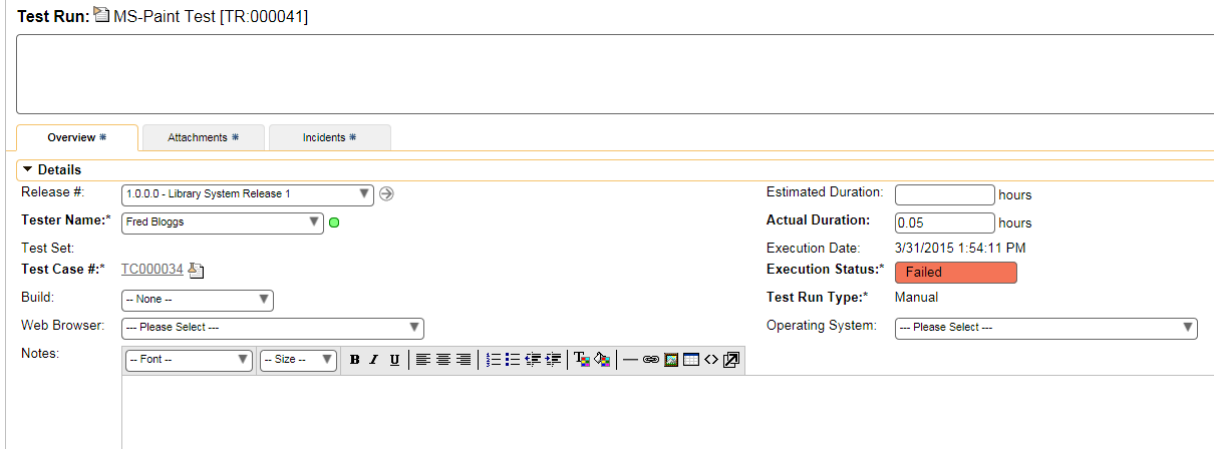 Test Run: MS-Paint Test [TR:000041]
Overview Attachments Incidents
Details
Release #: 1.0.0.0 - Library System Release 1 Estimated Duration: hours
Tester Name:* Fred Bloggs Actual Duration: 0.05 hours
Test Set: Execution Date: 3/31/2015 1:54:11 PM
Test Case #:* TC000034 Execution Status:* Failed
Build: -- None -- Test Run Type:* Manual
Web Browser: --- Please Select --- Operating System: --- Please Select ---
Notes: -- Font -- -- Size -- B I U